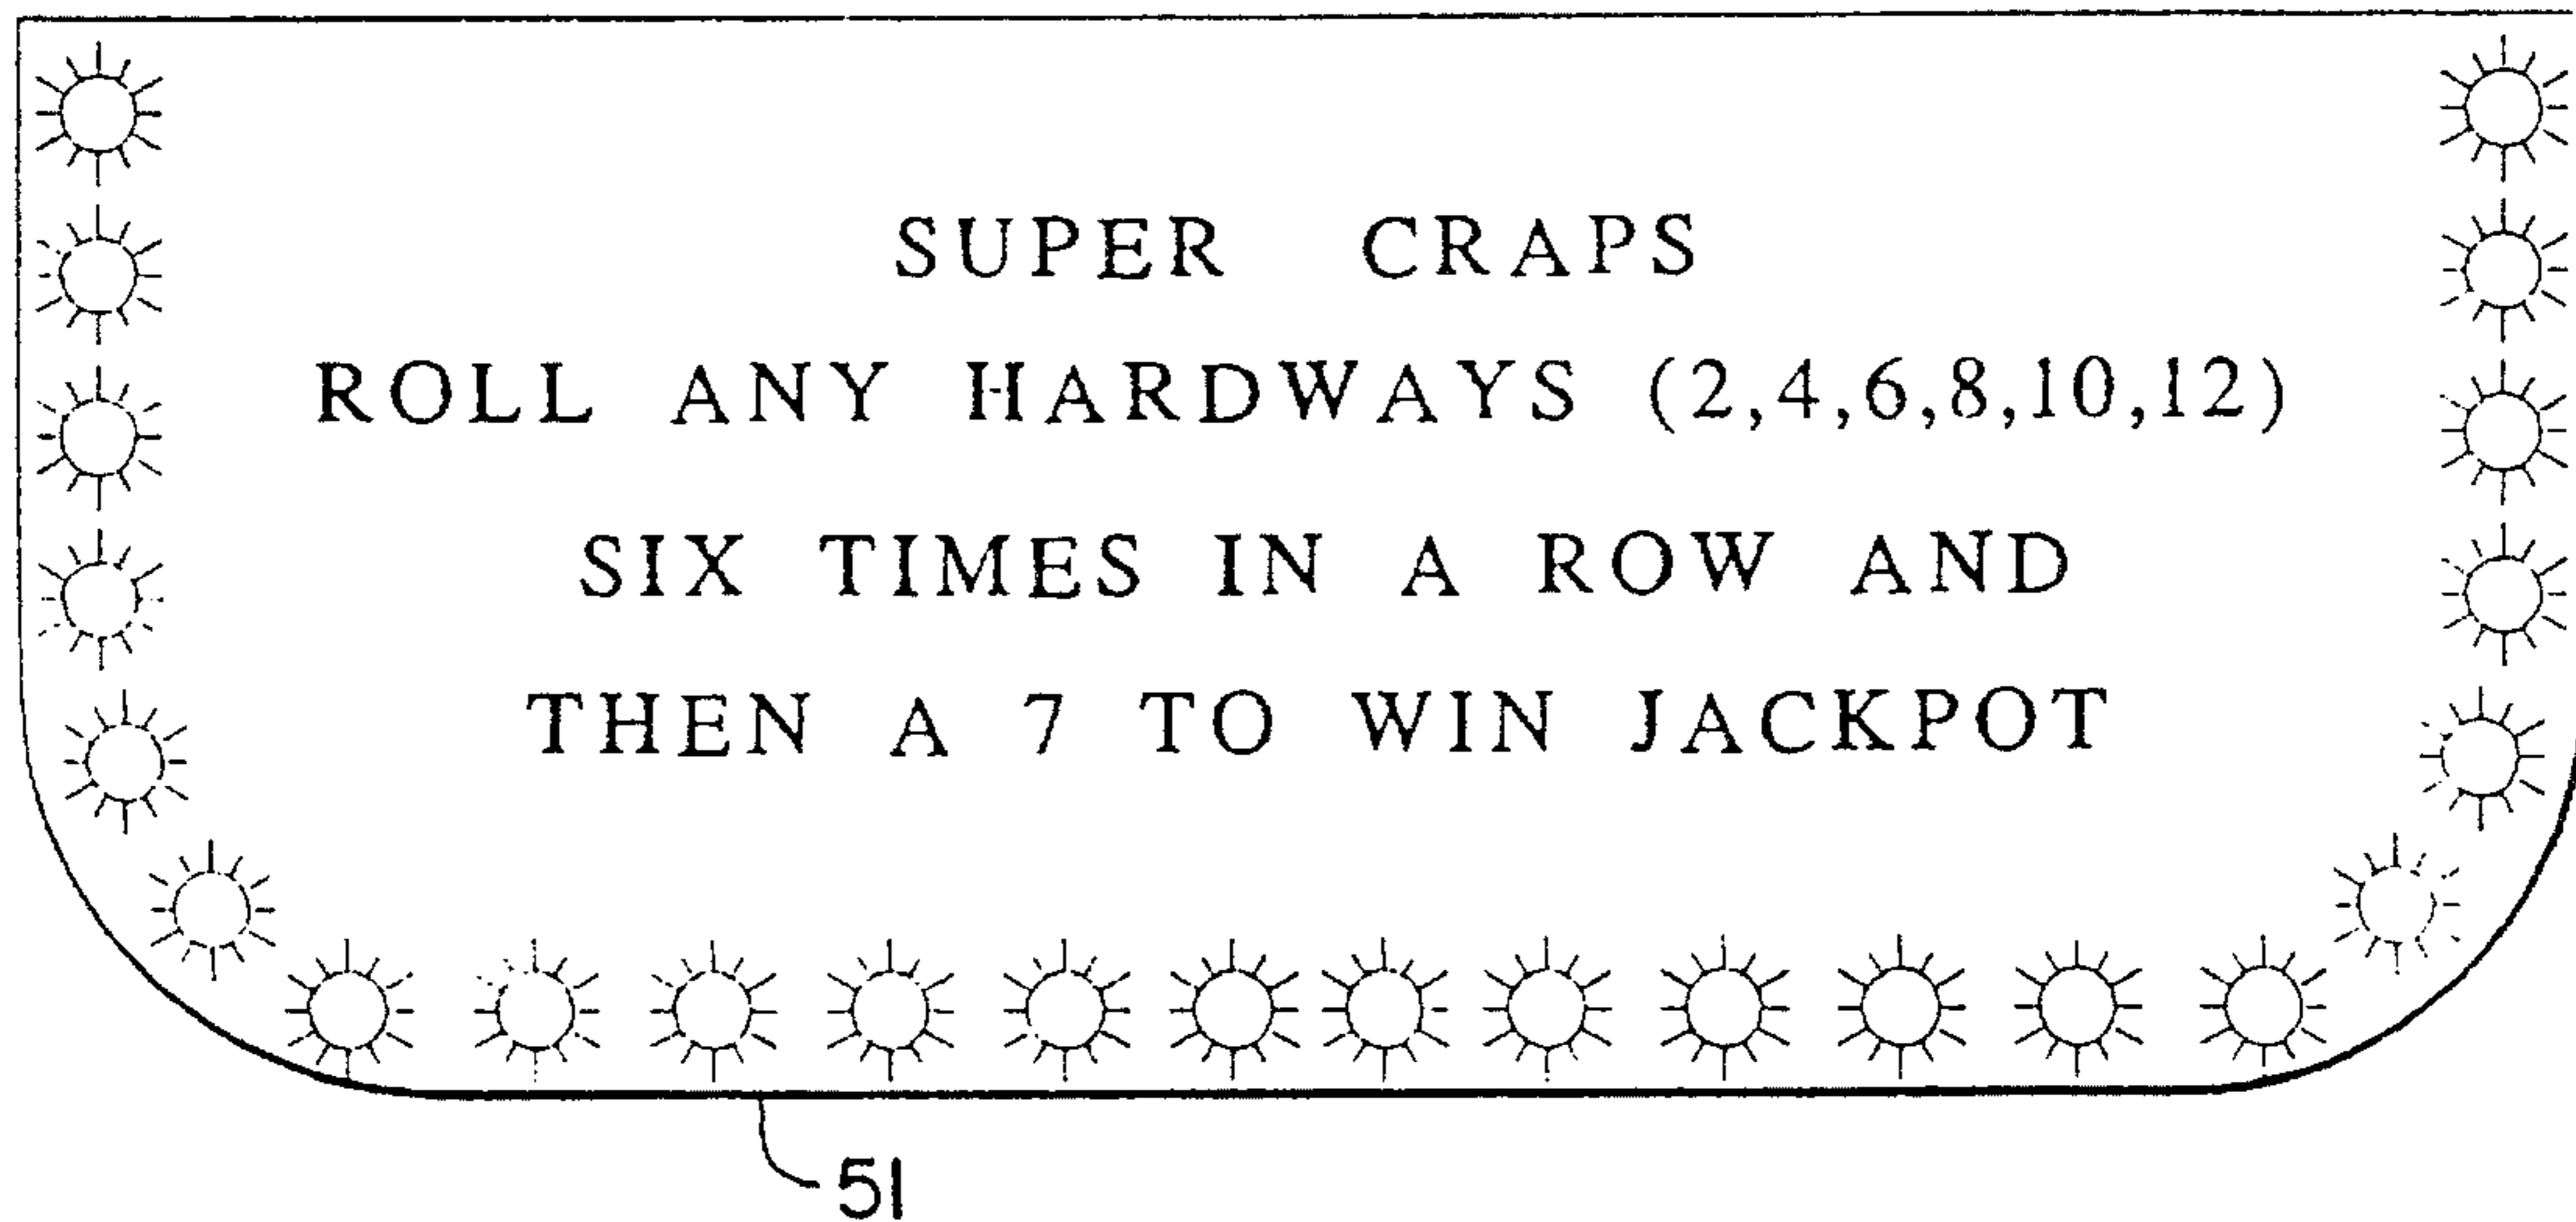 SUPER CRAPS
ROLL ANY HARDWAYS (2,4,6,8,10,12)
SIX TIMES IN A ROW AND
THEN A 7 TO WIN JACKPOT
51